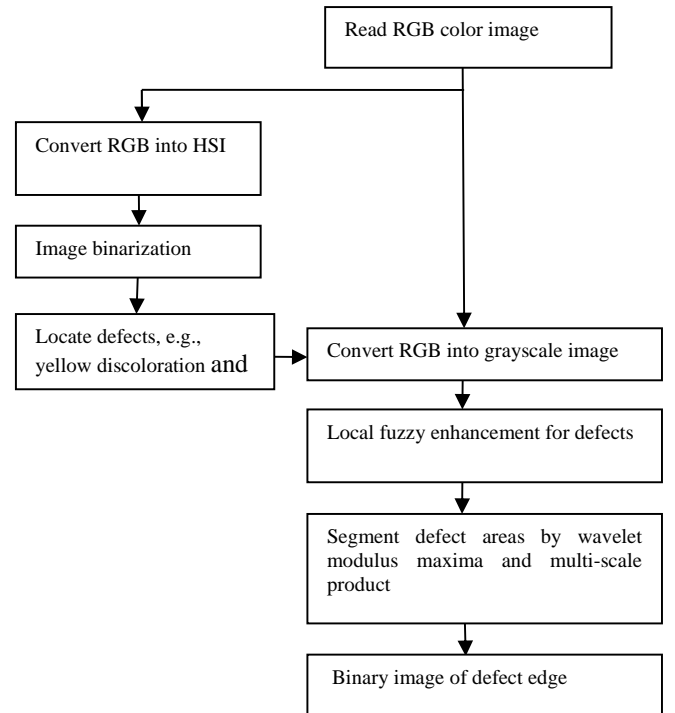 Read RGB color image
Convert RGB into HSI
Image binarization
Locate defects, e.g.,
yellow discoloration and
Convert RGB into grayscale image
Local fuzzy enhancement for defects
Segment defect areas by wavelet
modulus maxima and multi-scale
product
Binary image of defect edge